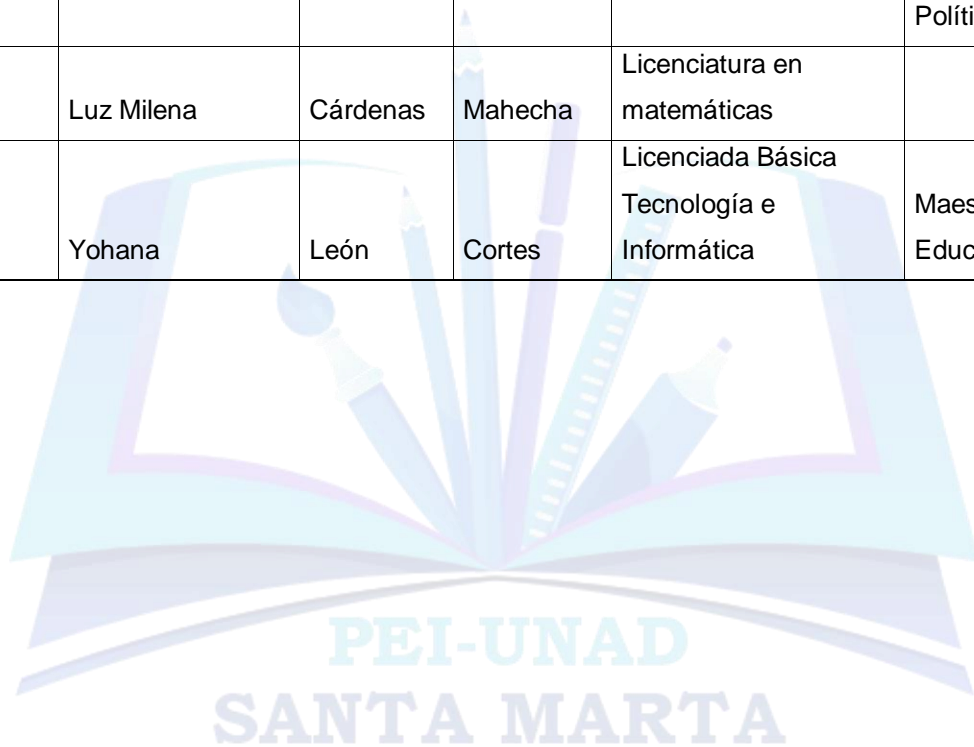 Políti
Licenciatura en
Luz Milena Cárdenas Mahecha matemáticas
Licenciada Básica
Tecnología e Maes
Yohana León Cortes Informática Educ
PEI-UNAD
SANTA MARTA